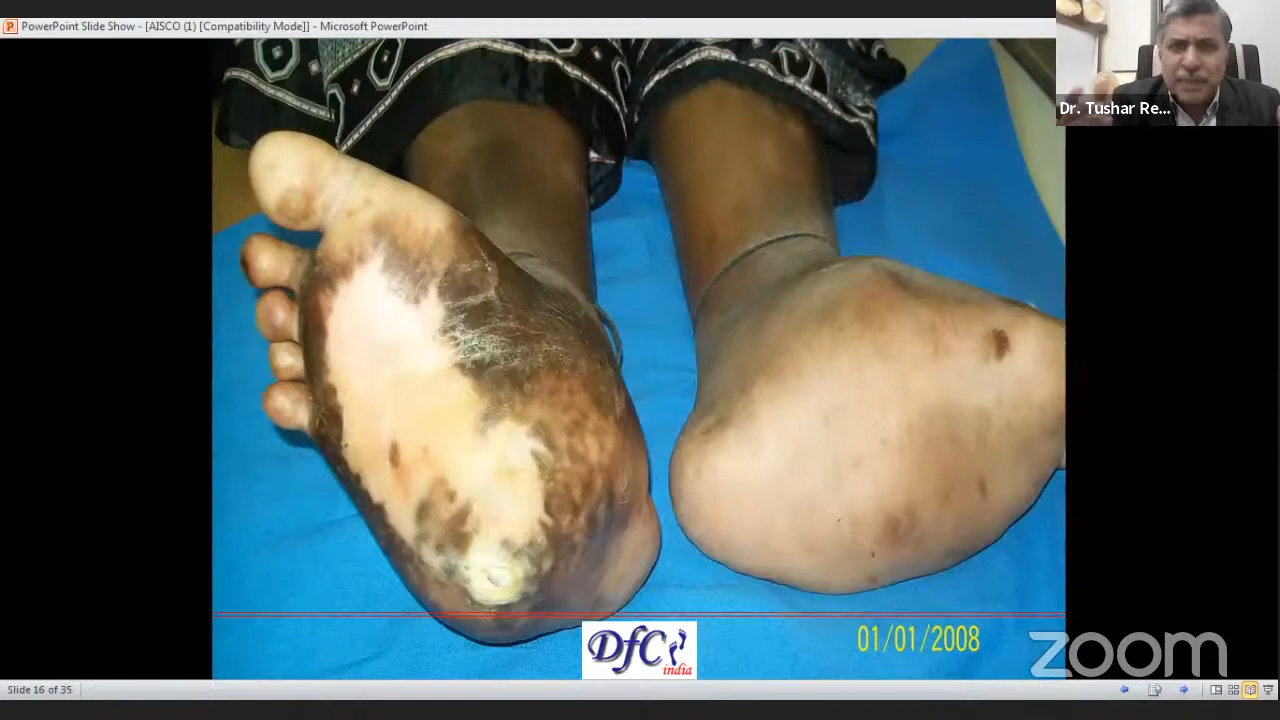 PowerPoint Slide Show - [AISCO (1) [Compatibility Mode]] - Microsoft PowerPoint
Dr. Tushar Re...
DfC
india
01/01/2008
zoom
Slide 16 of 35